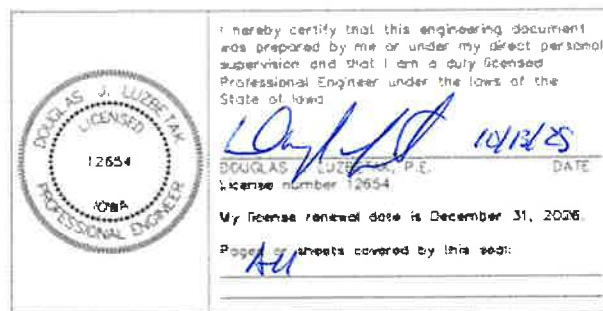 DOUGLAS J. LUZBETAK
LICENSED
12654
IOWA
PROFESSIONAL ENGINEER
I hereby certify that this engineering document
was prepared by me or under my direct personal
supervision and that I am a duly licensed
Professional Engineer under the laws of the
State of Iowa
10/13/25
DOUGLAS J. LUZBETAK, P.E. DATE
License number 12654
My license renewal date is December 31, 2026.
Pages or sheets covered by this seal:
All